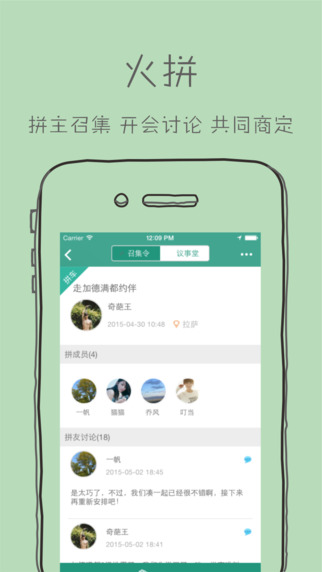 火拼
拼主召集 开会讨论 共同商定
Carrier 12:09 PM
召集令 议事堂
拼车
走加德满都约伴
奇葩王
2015-04-30 10:48 拉萨
拼成员(4)
一帆 猫猫 乔风 叮当
拼友讨论(18)
一帆
2015-05-02 18:45
是太巧了，不过，我们凑一起已经很不错啊，接下来
再重新安排吧！
奇葩王
2015-05-02 18:44